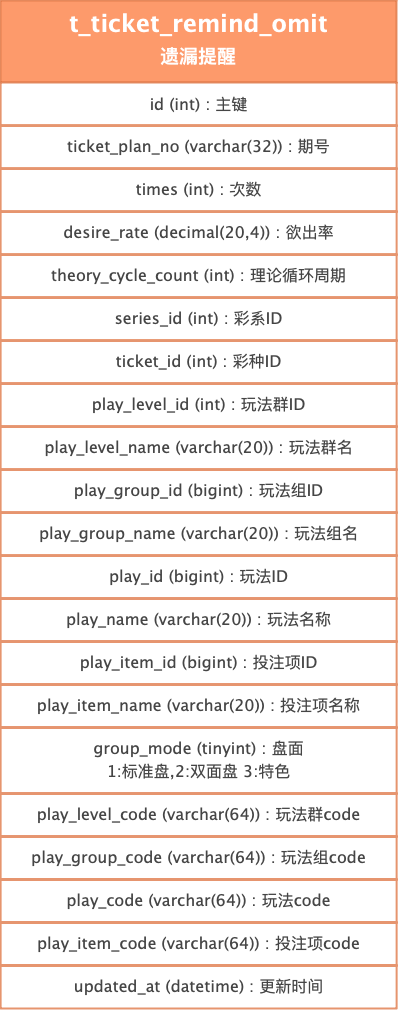 t_ticket_remind_omit
遗漏提醒
id (int) : 主键
ticket_plan_no (varchar(32)) : 期号
times (int) : 次数
desire_rate (decimal(20,4)) : 欲出率
theory_cycle_count (int) : 理论循环周期
series_id (int) : 彩系ID
ticket_id (int) : 彩种ID
play_level_id (int) : 玩法群ID
play_level_name (varchar(20)) : 玩法群名
play_group_id (bigint) : 玩法组ID
play_group_name (varchar(20)) : 玩法组名
play_id (bigint) : 玩法ID
play_name (varchar(20)) : 玩法名称
play_item_id (bigint) : 投注项ID
play_item_name (varchar(20)) : 投注项名称
group_mode (tinyint) : 盘面
1:标准盘,2:双面盘 3:特色
play_level_code (varchar(64)) : 玩法群code
play_group_code (varchar(64)) : 玩法组code
play_code (varchar(64)) : 玩法code
play_item_code (varchar(64)) : 投注项code
updated_at (datetime) : 更新时间